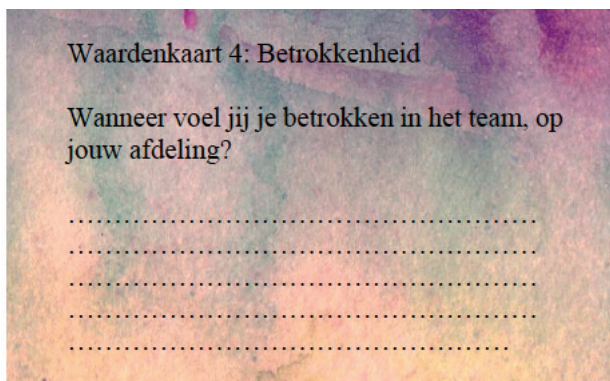 Waardenkaart 4: Betrokkenheid
Wanneer voel jij je betrokken in het team, op
jouw afdeling?
……………………………………………
……………………………………………
……………………………………………
……………………………………………
…………………………………………